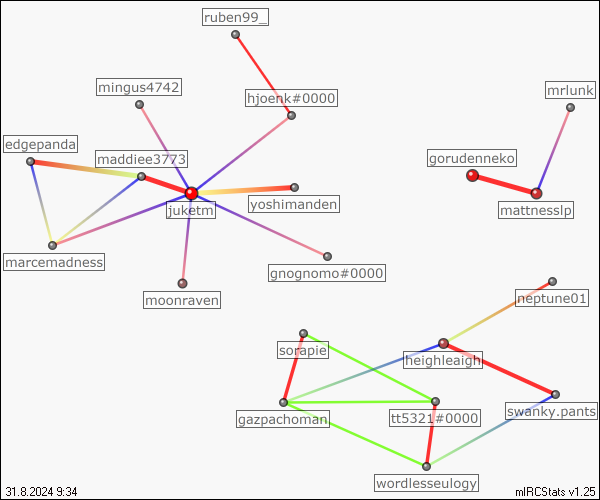 ruben99_
mingus4742
hjoenk#0000
mrlunk
edgepanda
maddiee3773
gorudenneko
juketm
yoshimanden
mattnesslp
marcemadness
gnognomo#0000
moonraven
neptune01
sorapie
heighleaigh
gazpachoman
tt5321#0000
swanky.pants
wordlesseulogy
31.8.2024 9:34
mIRCStats v1.25